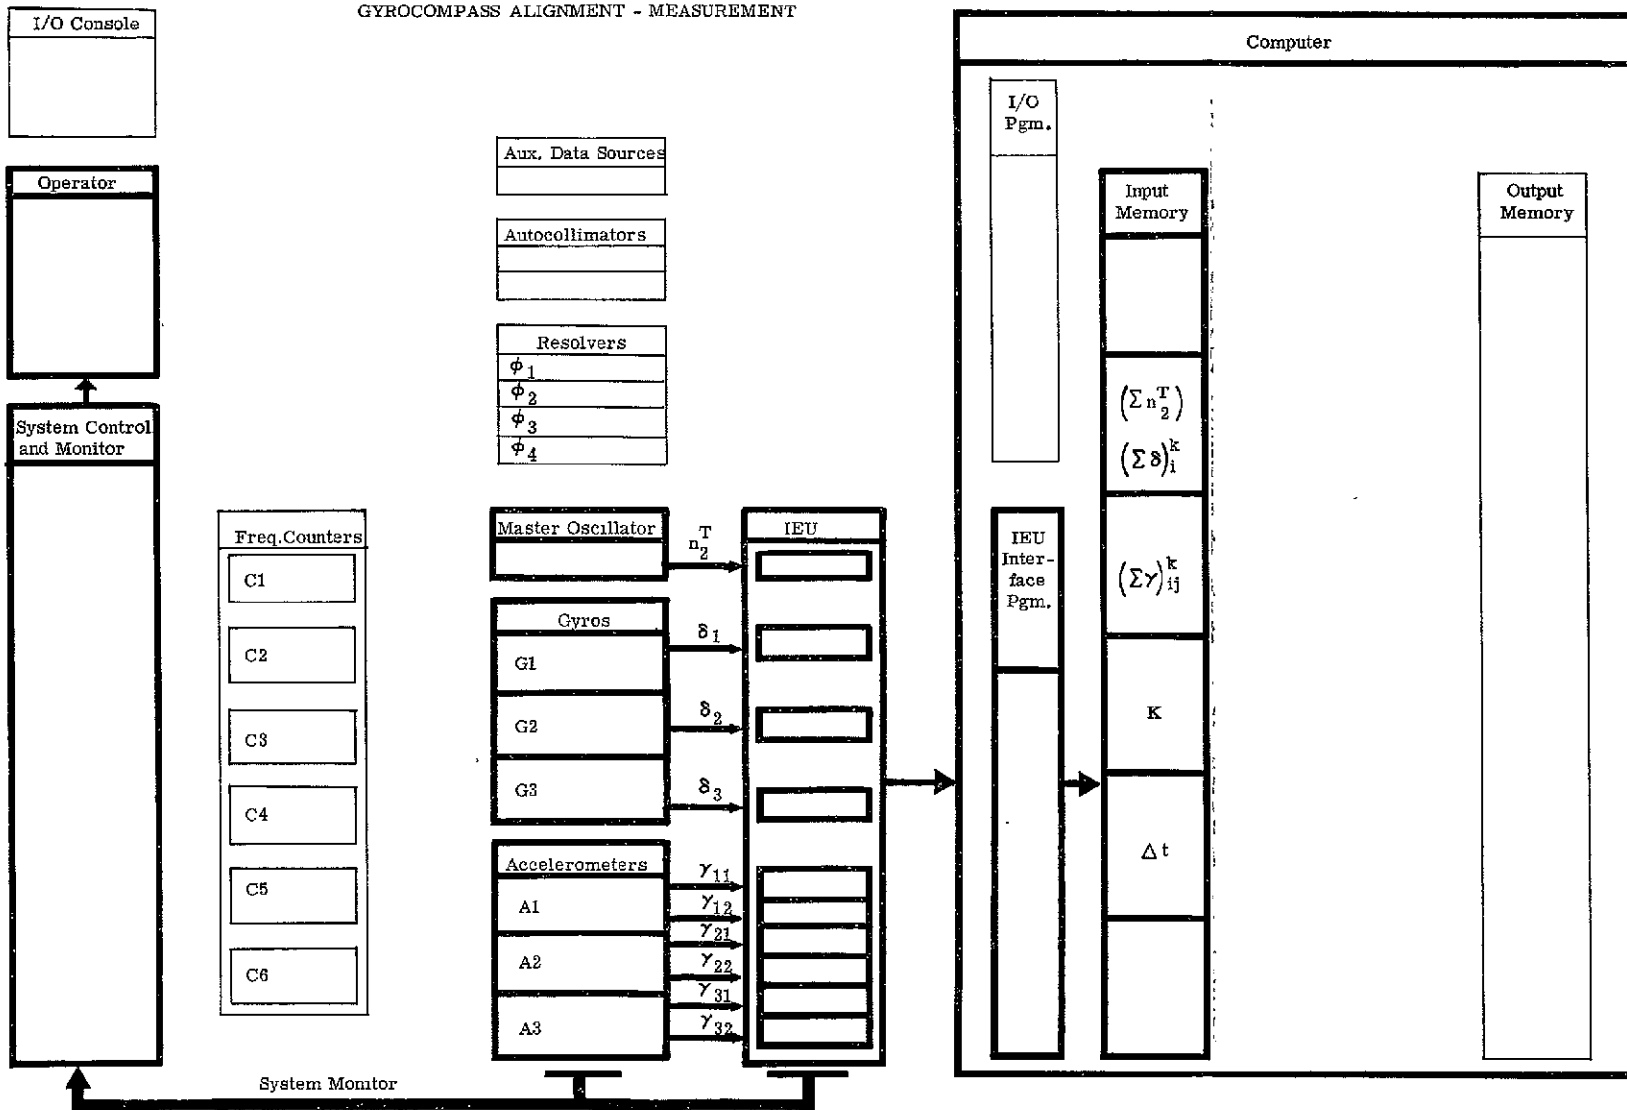 GYROCOMPASS ALIGNMENT - MEASUREMENT
I/O Console
Operator
System Control
and Monitor
Freq.Counters
C1
C2
C3
C4
C5
C6
Aux. Data Sources
Autocollimators
Resolvers
ϕ1
ϕ2
ϕ3
ϕ4
Master Oscillator
n₂ᵀ
Gyros
G1
δ1
G2
δ2
G3
δ3
Accelerometers
A1
γ11
γ12
A2
γ21
γ22
A3
γ31
γ32
IEU
System Monitor
Computer
I/O
Pgm.
IEU
Inter-
face
Pgm.
Input
Memory
(Σ n₂ᵀ)
(Σ δ)ᵢᵏ
(Σγ)ᵢⱼᵏ
K
Δt
Output
Memory